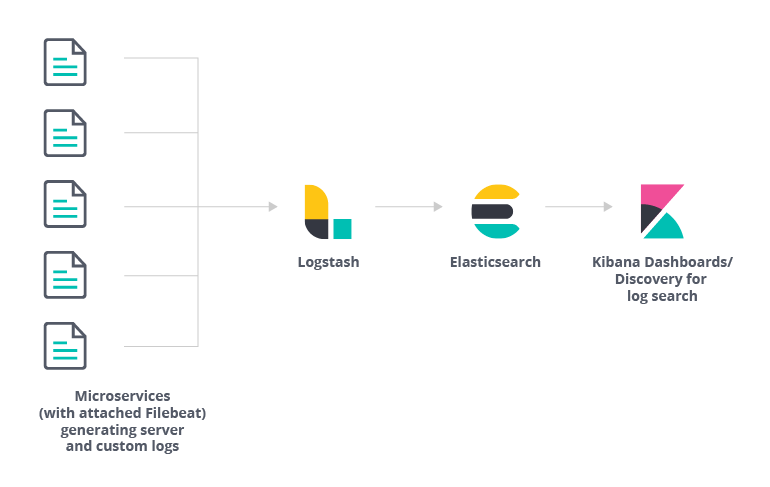 Logstash
Elasticsearch
Kibana Dashboards/
Discovery for
log search
Microservices
(with attached Filebeat)
generating server
and custom logs